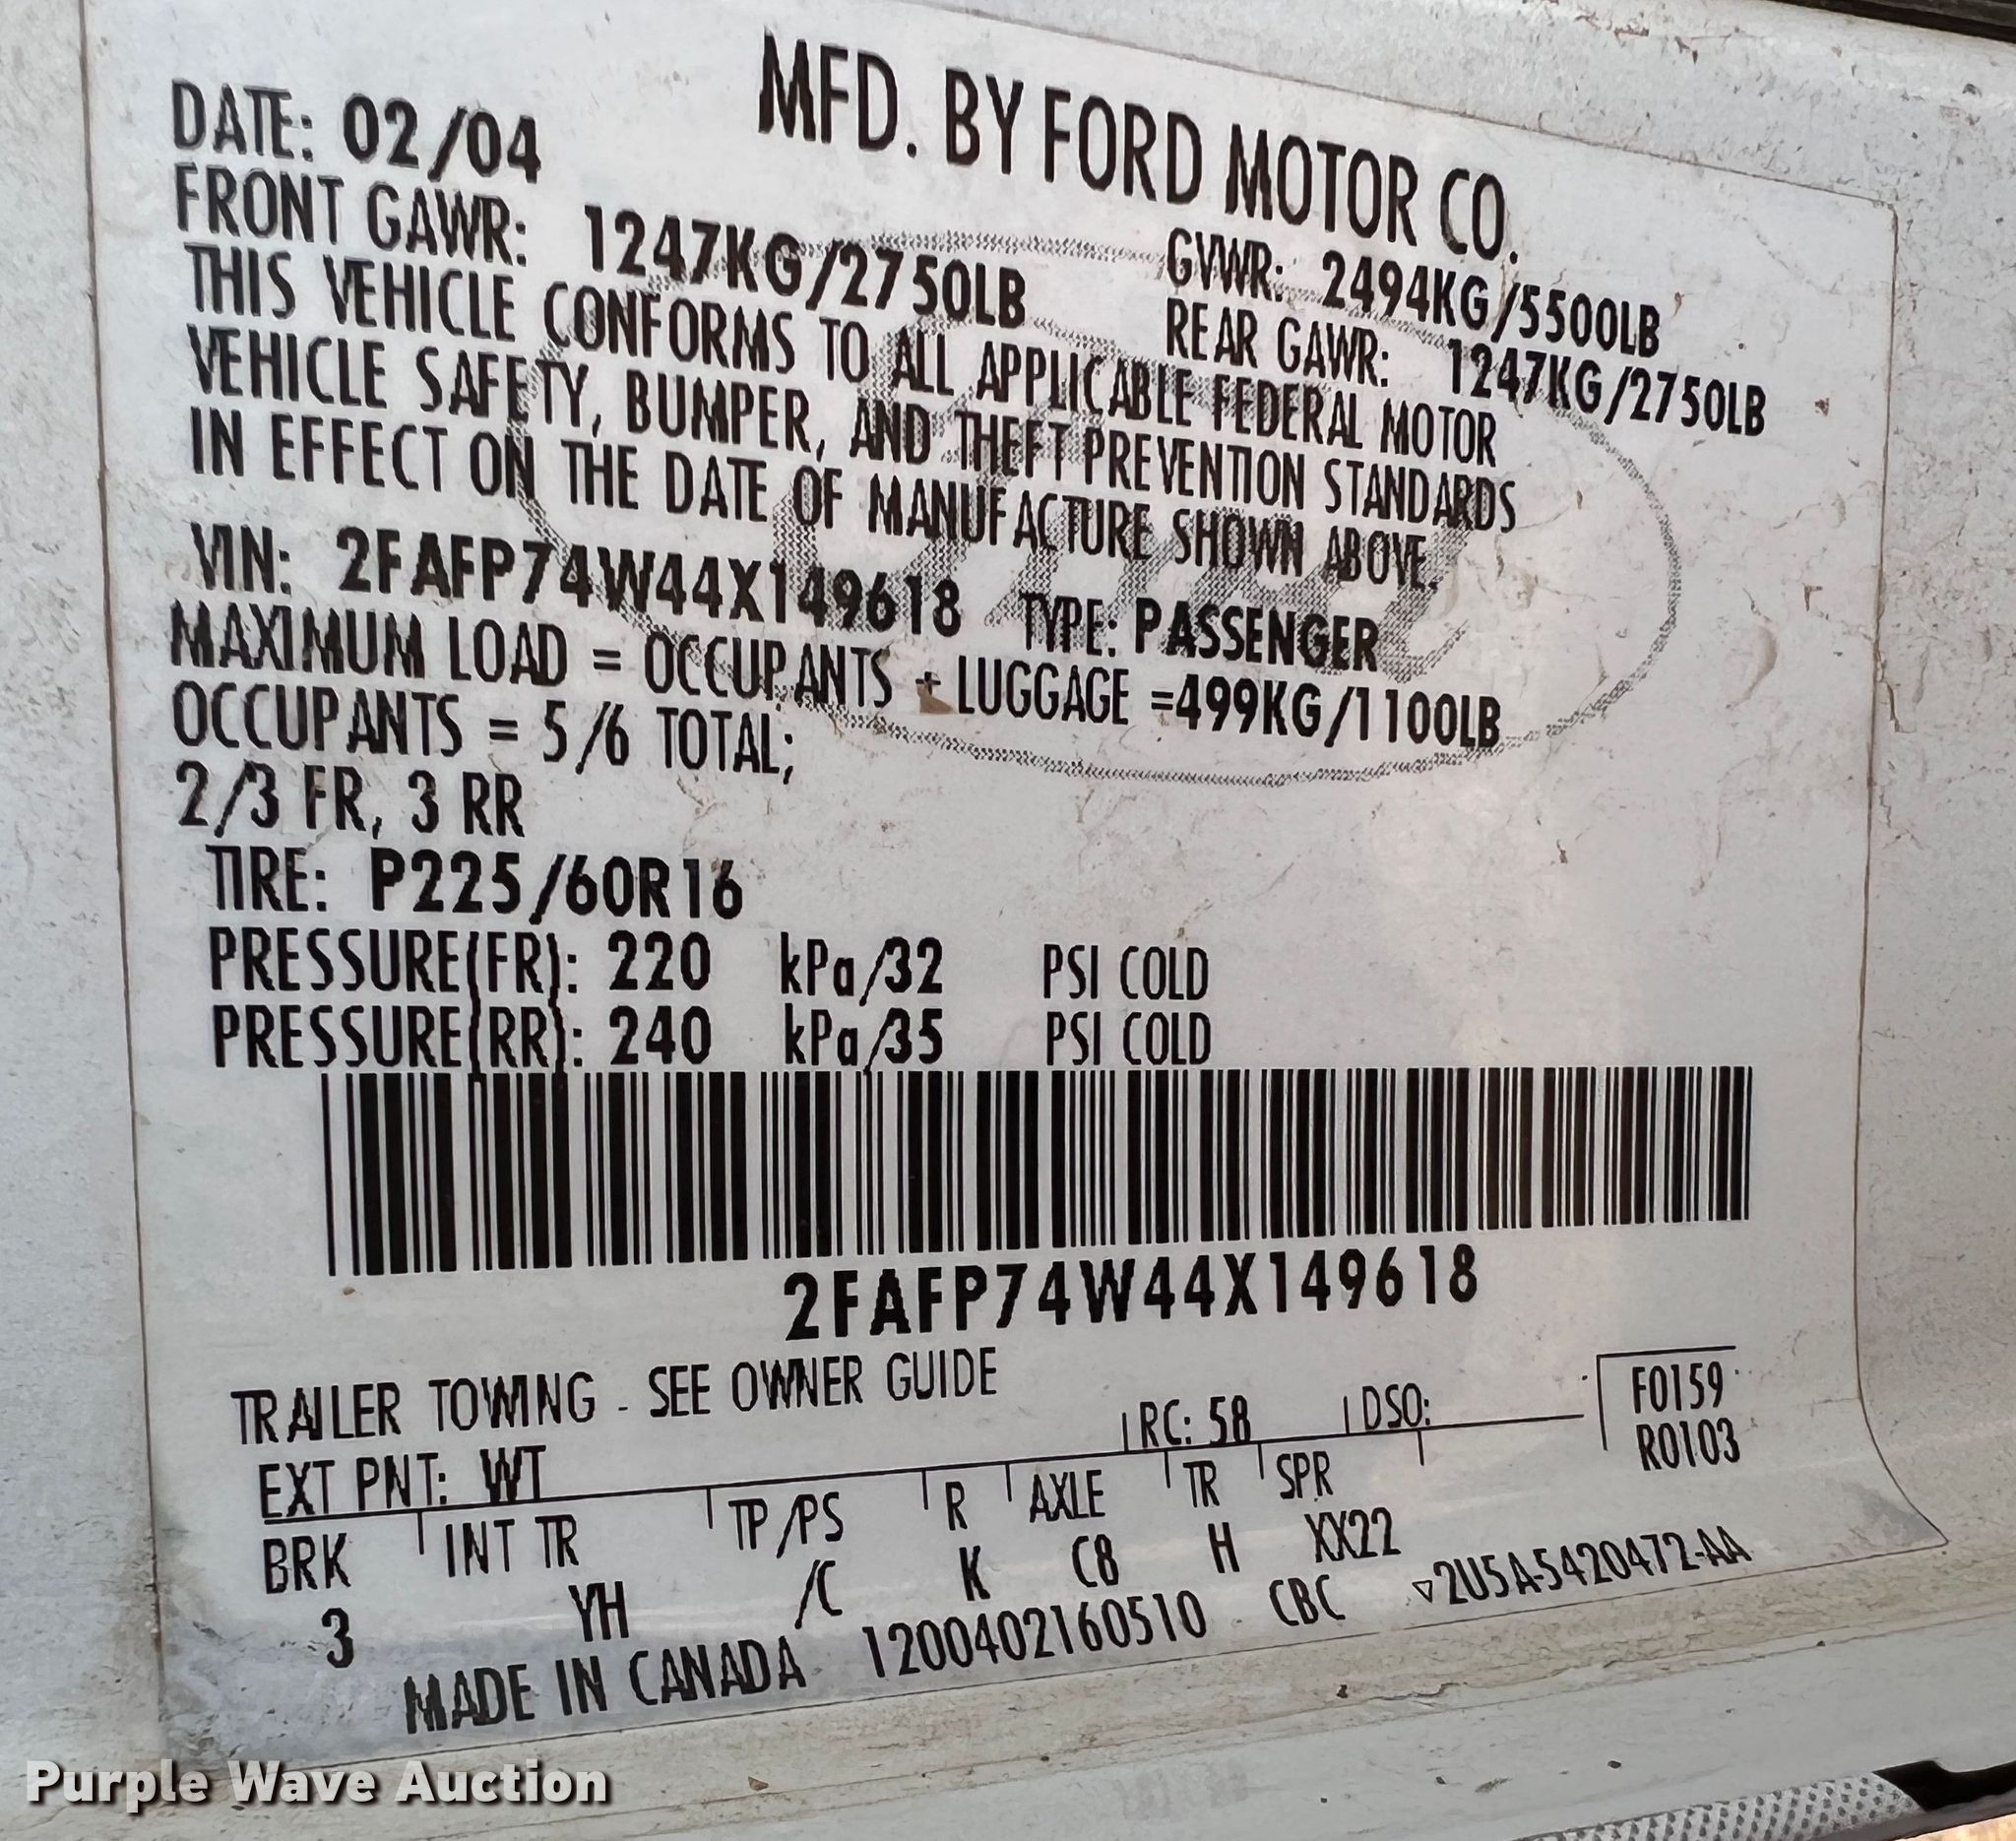 MFD. BY FORD MOTOR CO.
DATE: 02/04
GVWR: 2494KG/5500LB
FRONT GAWR: 1247KG/2750LB
REAR GAWR: 1247KG/2750LB
THIS VEHICLE CONFORMS TO ALL APPLICABLE FEDERAL MOTOR
VEHICLE SAFETY, BUMPER, AND THEFT PREVENTION STANDARDS
IN EFFECT ON THE DATE OF MANUFACTURE SHOWN ABOVE.
VIN: 2FAFP74W44X149618 TYPE: PASSENGER
MAXIMUM LOAD = OCCUPANTS + LUGGAGE =499KG/1100LB
OCCUPANTS = 5/6 TOTAL;
2/3 FR, 3 RR
TIRE: P225/60R16
PRESSURE(FR): 220 kPa/32 PSI COLD
PRESSURE(RR): 240 kPa/35 PSI COLD
2FAFP74W44X149618
TRAILER TOWING - SEE OWNER GUIDE
F0159
R0103
EXT PNT: WT RC: 58 DSO:
BRK INT TR TP/PS R AXLE TR SPR
3 YH /C K C8 H XX22
MADE IN CANADA 1200402160510 CBC ▽2U5A-5420472-AA
Purple Wave Auction